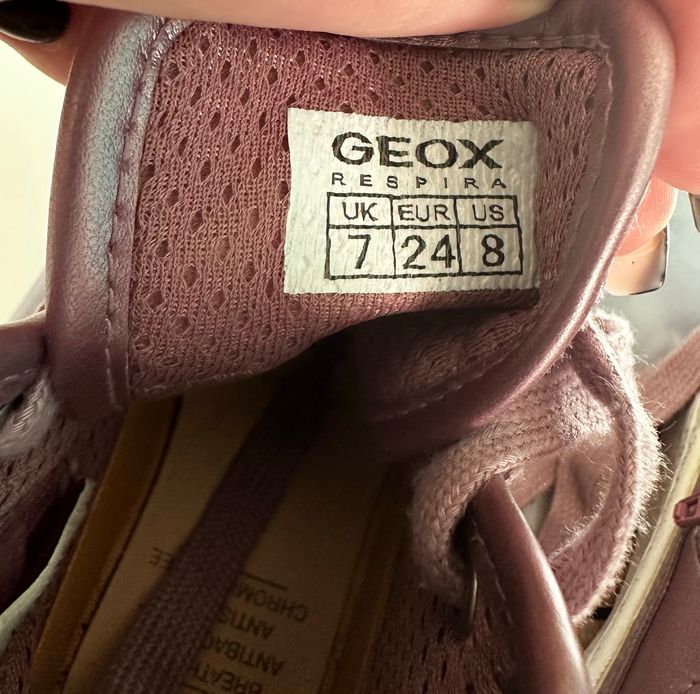 GEOX
RESPIRA
UK EUR US
7 24 8